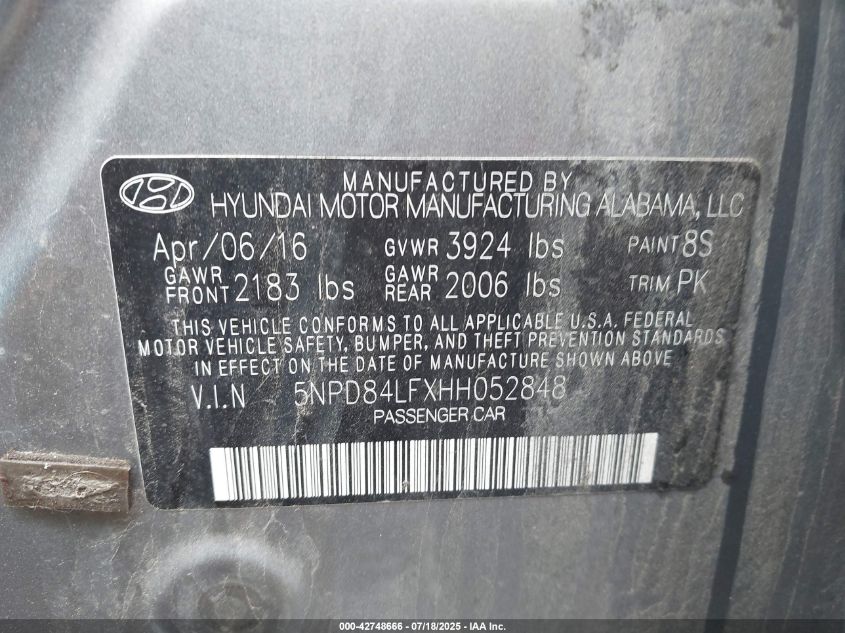 MANUFACTURED BY
HYUNDAI MOTOR MANUFACTURING ALABAMA, LLC
Apr/06/16 GVWR 3924 lbs PAINT 8S
GAWR FRONT 2183 lbs GAWR REAR 2006 lbs TRIM PK
THIS VEHICLE CONFORMS TO ALL APPLICABLE U.S.A. FEDERAL
MOTOR VEHICLE SAFETY, BUMPER, AND THEFT PREVENTION STANDARDS
IN EFFECT ON THE DATE OF MANUFACTURE SHOWN ABOVE
V.I.N 5NPD84LFXHH052848
PASSENGER CAR
000-42748666 - 07/18/2025 - IAA Inc.